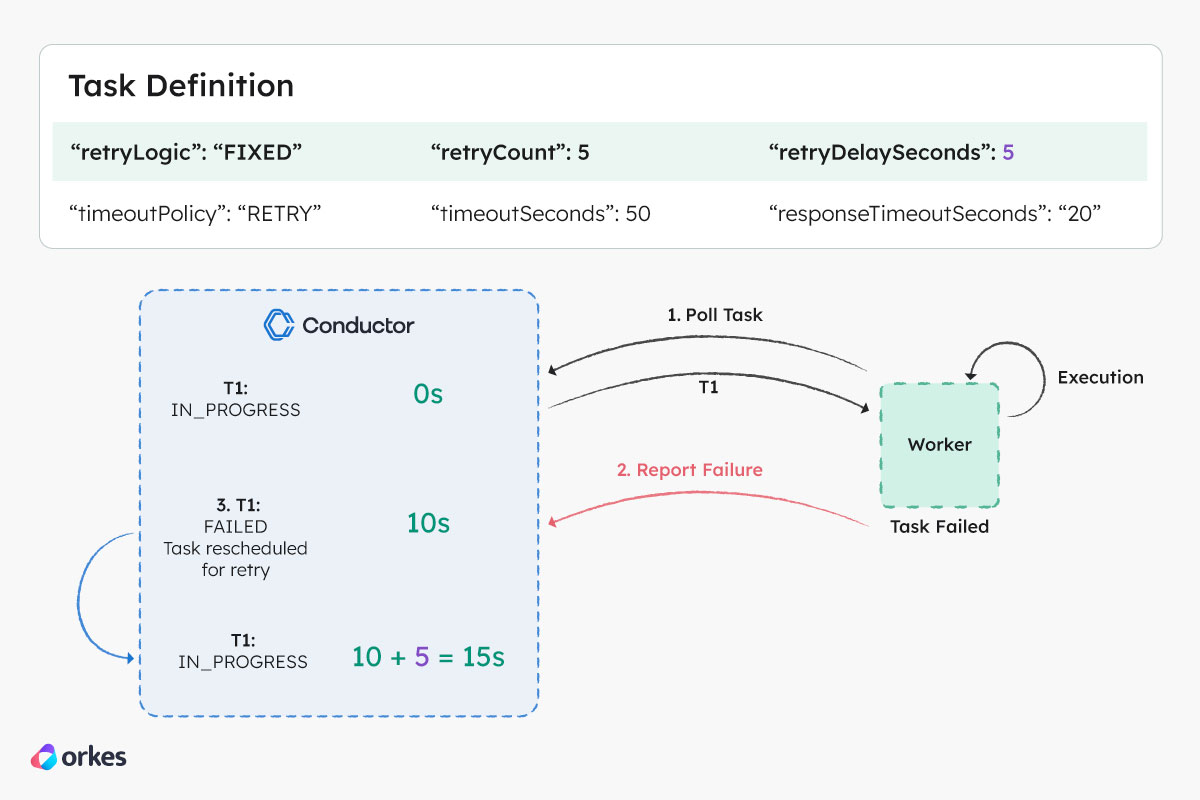 Task Definition
“retryLogic”: “FIXED” “retryCount”: 5 “retryDelaySeconds”: 5
“timeoutPolicy”: “RETRY” “timeoutSeconds”: 50 “responseTimeoutSeconds”: “20”
Conductor
T1:
IN_PROGRESS
0s
1. Poll Task
T1
Execution
Worker
2. Report Failure
Task Failed
3. T1:
FAILED
Task rescheduled
for retry
10s
T1:
IN_PROGRESS
10 + 5 = 15s
orkes